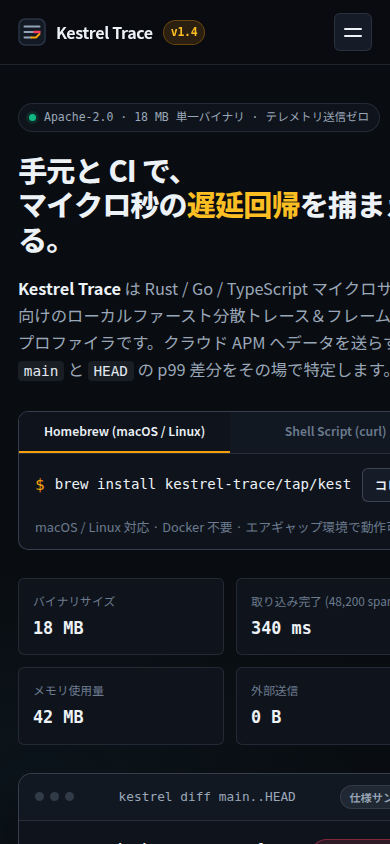 Kestrel Trace v1.4
Apache-2.0 · 18 MB 単一バイナリ · テレメトリ送信ゼロ
手元と CI で、
マイクロ秒の遅延回帰を捕ま
る。
Kestrel Trace は Rust / Go / TypeScript マイクロサ
向けのローカルファースト分散トレース＆フレーム
プロファイラです。クラウド APM へデータを送らず
main と HEAD の p99 差分をその場で特定します。
Homebrew (macOS / Linux) Shell Script (curl)
$ brew install kestrel-trace/tap/kest コ
macOS / Linux 対応 · Docker 不要 · エアギャップ環境で動作
バイナリサイズ 取り込み完了 (48,200 spa
18 MB 340 ms
メモリ使用量 外部送信
42 MB 0 B
kestrel diff main..HEAD 仕様サン